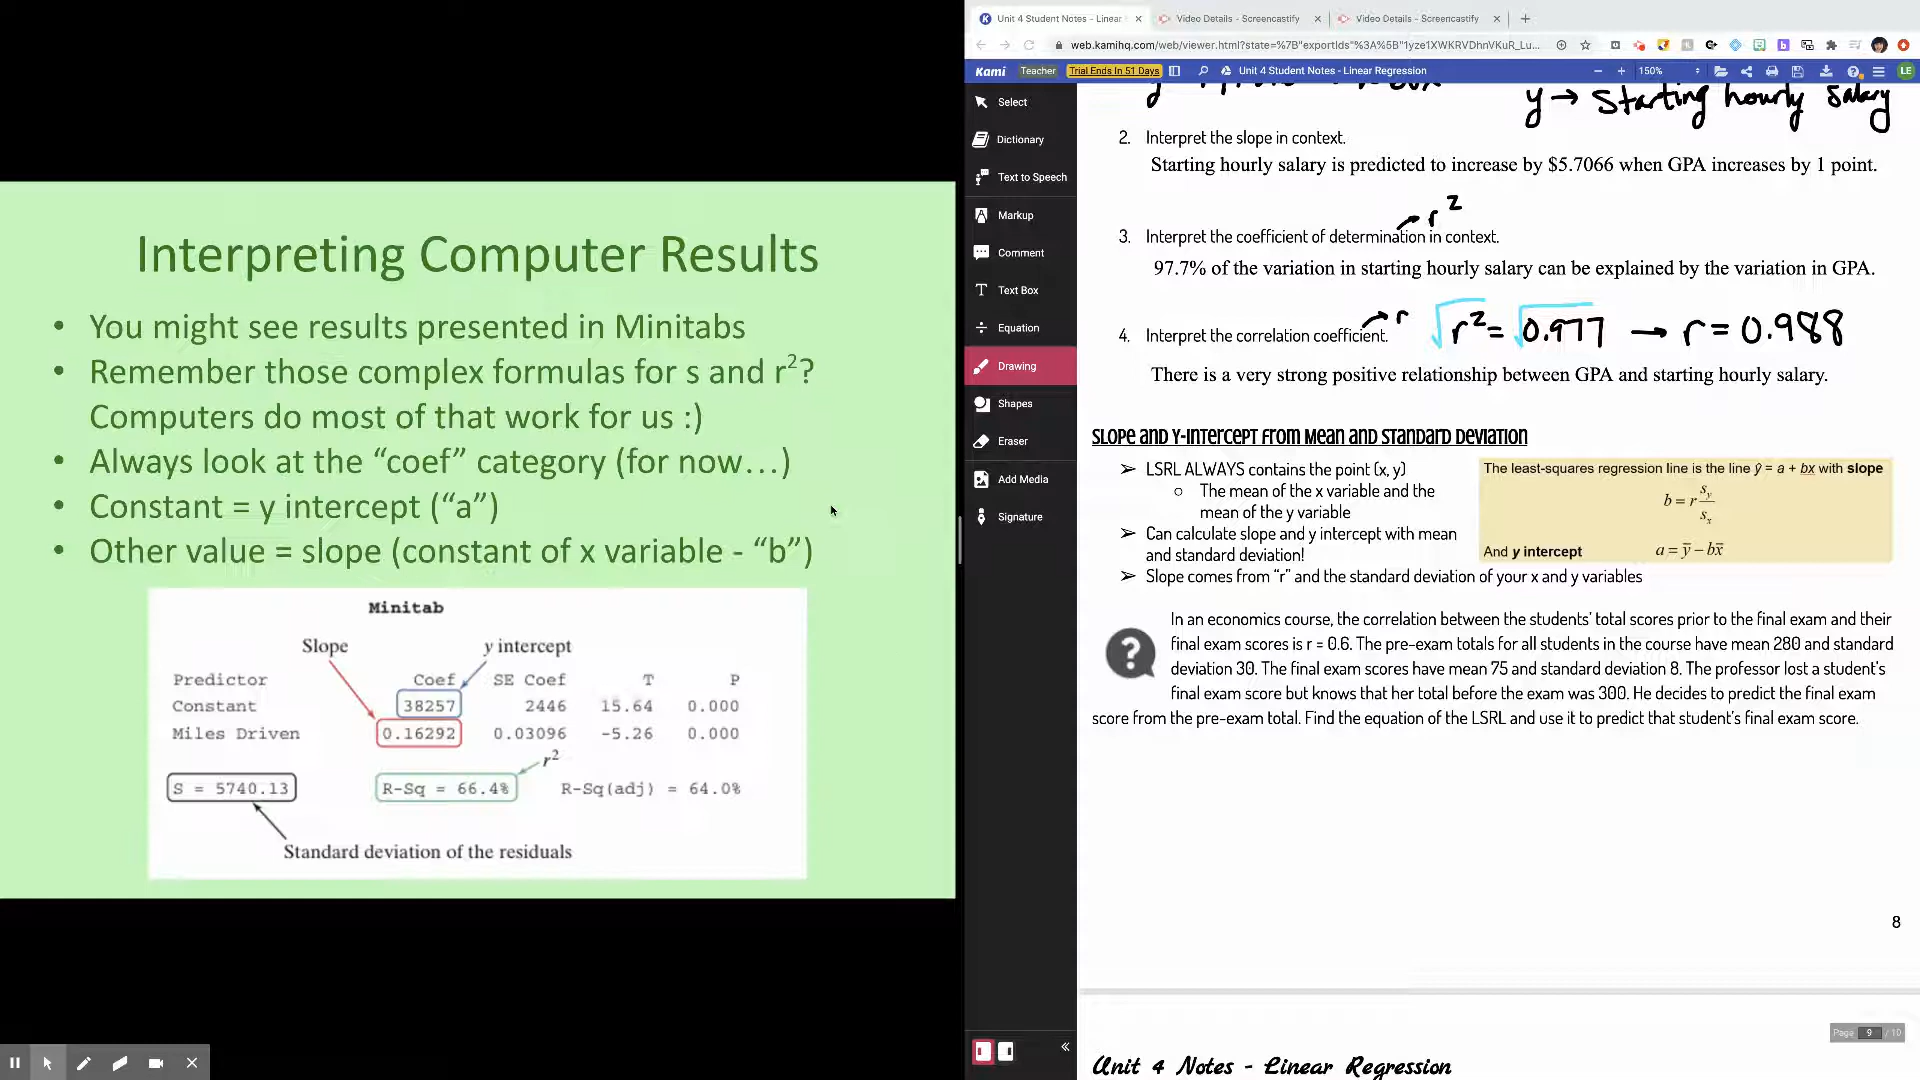 Interpreting Computer Results
• You might see results presented in Minitabs
• Remember those complex formulas for s and r²?
Computers do most of that work for us :)
• Always look at the “coef” category (for now…)
• Constant = y intercept (“a”)
• Other value = slope (constant of x variable - “b”)
Minitab
Slope
y intercept
Predictor Coef SE Coef T P
Constant 38257 2446 15.64 0.000
Miles Driven 0.16292 0.03096 -5.26 0.000
r²
S = 5740.13 R-Sq = 66.4% R-Sq(adj) = 64.0%
Standard deviation of the residuals
Unit 4 Student Notes - Linear
Video Details - Screencastify
Video Details - Screencastify
web.kamihq.com/web/viewer.html?state=%7B"exportIds"%3A%5B"1yze1XWKRVDhnVKuR_Lu...
Kami Teacher Trial Ends In 51 Days Unit 4 Student Notes - Linear Regression 150% LE
Select
Dictionary
Text to Speech
Markup
Comment
Text Box
Equation
Drawing
Shapes
Eraser
Add Media
Signature
y → starting hourly salary
2. Interpret the slope in context.
Starting hourly salary is predicted to increase by $5.7066 when GPA increases by 1 point.
r²
3. Interpret the coefficient of determination in context.
97.7% of the variation in starting hourly salary can be explained by the variation in GPA.
4. Interpret the correlation coefficient. → r √r² = √0.977 → r = 0.988
There is a very strong positive relationship between GPA and starting hourly salary.
Slope and Y-Intercept from Mean and Standard Deviation
➢ LSRL ALWAYS contains the point (x, y)
○ The mean of the x variable and the
mean of the y variable
➢ Can calculate slope and y intercept with mean
and standard deviation!
➢ Slope comes from “r” and the standard deviation of your x and y variables
The least-squares regression line is the line ŷ = a + bx with slope
b = r sy/sx
And y intercept a = ȳ − bx̄
In an economics course, the correlation between the students’ total scores prior to the final exam and their
final exam scores is r = 0.6. The pre-exam totals for all students in the course have mean 280 and standard
deviation 30. The final exam scores have mean 75 and standard deviation 8. The professor lost a student’s
final exam score but knows that her total before the exam was 300. He decides to predict the final exam
score from the pre-exam total. Find the equation of the LSRL and use it to predict that student’s final exam score.
8
Page 9 / 10
Unit 4 Notes - Linear Regression